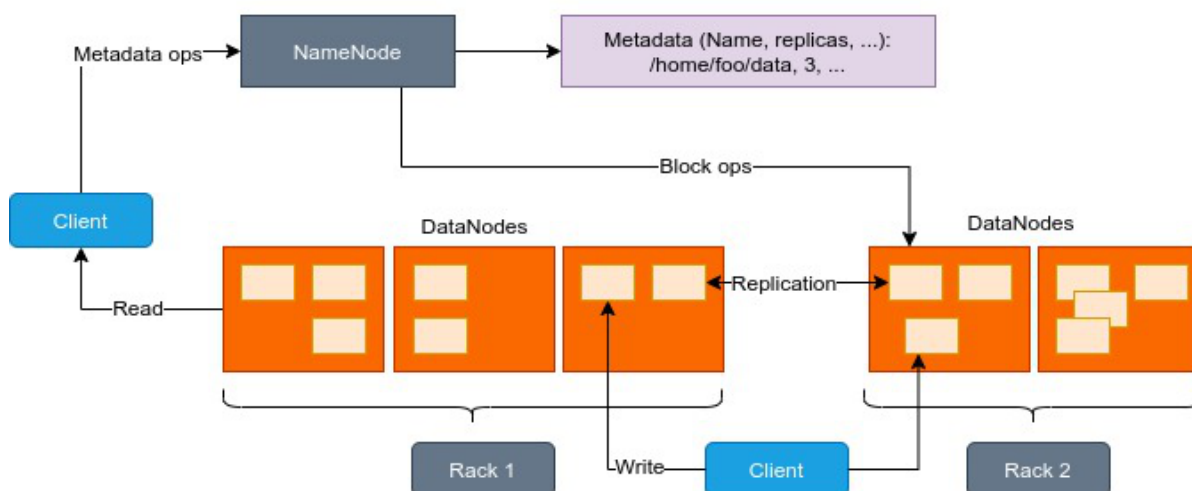 Metadata ops
NameNode
Metadata (Name, replicas, ...):
/home/foo/data, 3, ...
Block ops
Client
DataNodes
DataNodes
Read
Replication
Rack 1
Write
Client
Rack 2